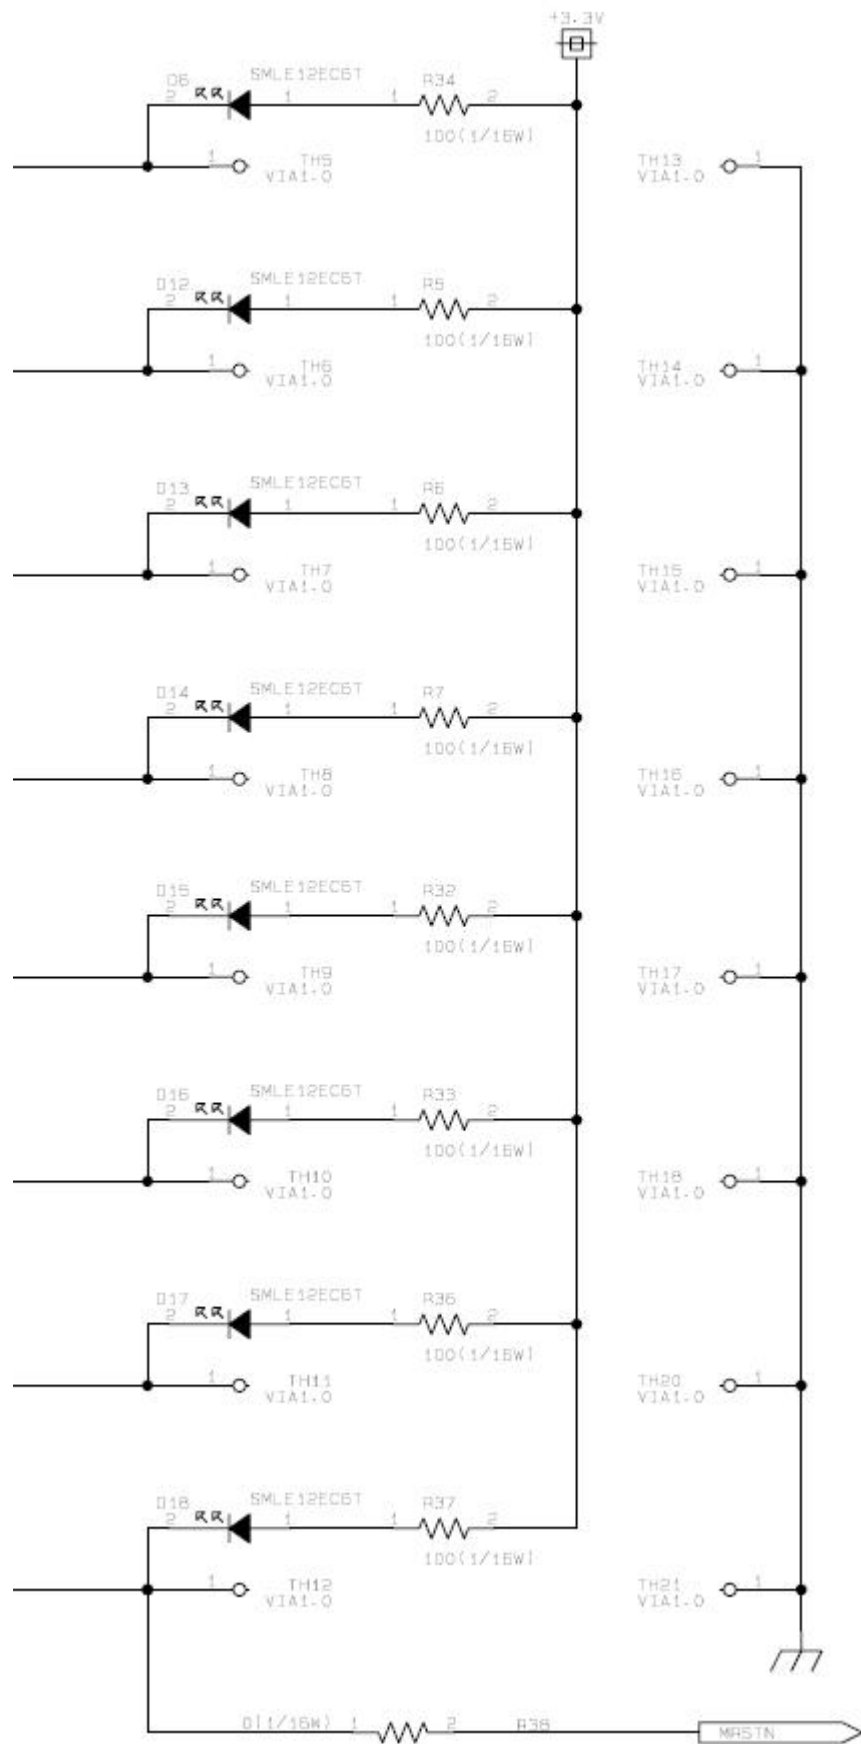 +3.3V
D6 SMLE12EC6T R34
2 1 1 2
100(1/16W)
1 TH5 TH13 1
VIA1.0 VIA1.0
D12 SMLE12EC6T R5
2 1 1 2
100(1/16W)
1 TH6 TH14 1
VIA1.0 VIA1.0
D13 SMLE12EC6T R6
2 1 1 2
100(1/16W)
1 TH7 TH15 1
VIA1.0 VIA1.0
D14 SMLE12EC6T R7
2 1 1 2
100(1/16W)
1 TH8 TH16 1
VIA1.0 VIA1.0
D15 SMLE12EC6T R32
2 1 1 2
100(1/16W)
1 TH9 TH17 1
VIA1.0 VIA1.0
D16 SMLE12EC6T R33
2 1 1 2
100(1/16W)
1 TH10 TH18 1
VIA1.0 VIA1.0
D17 SMLE12EC6T R36
2 1 1 2
100(1/16W)
1 TH11 TH20 1
VIA1.0 VIA1.0
D18 SMLE12EC6T R37
2 1 1 2
100(1/16W)
1 TH12 TH21 1
VIA1.0 VIA1.0
0(1/16W) 1 2 MRSTN